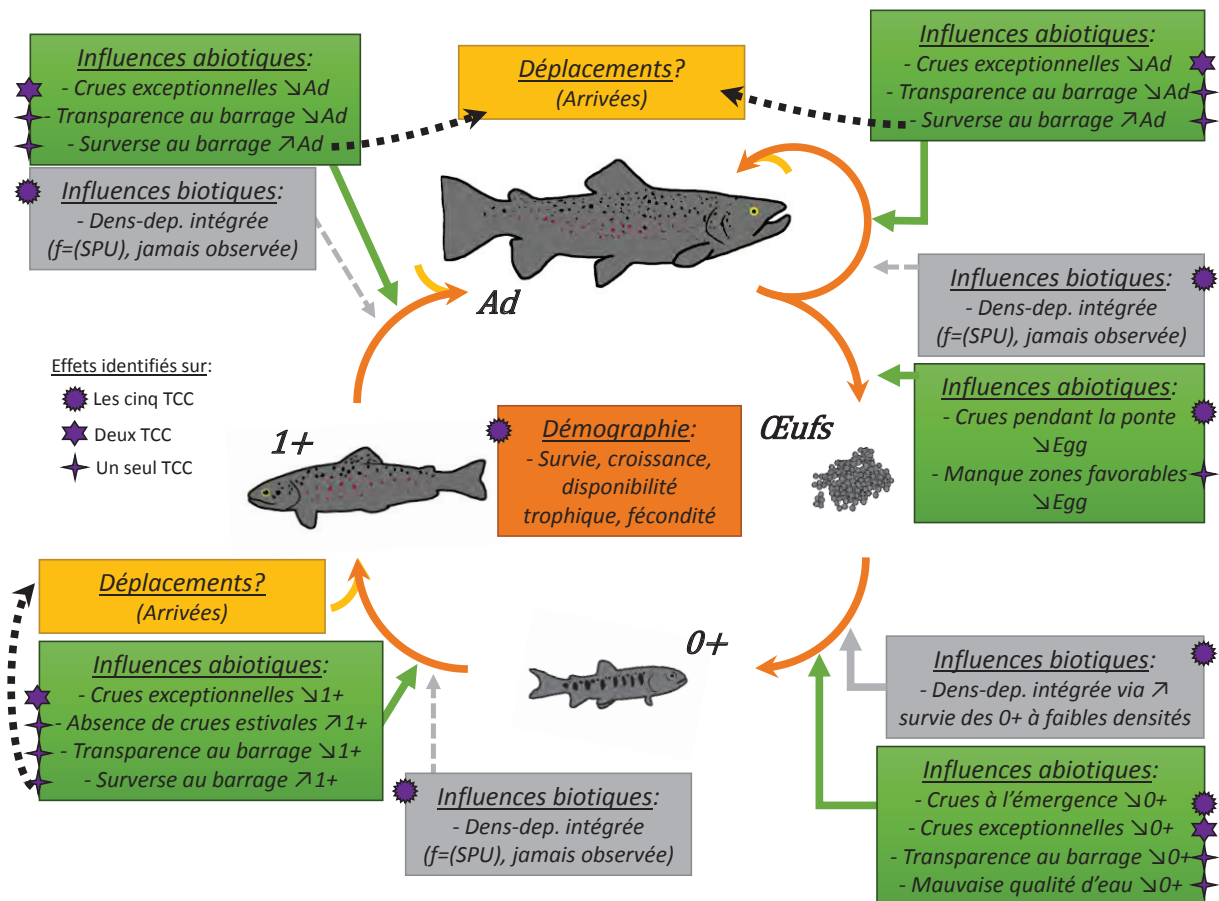 Influences abiotiques:
- Crues exceptionnelles ↘Ad
- Transparence au barrage ↘Ad
- Surverse au barrage ↗Ad
Déplacements?
(Arrivées)
Influences abiotiques:
- Crues exceptionnelles ↘Ad
- Transparence au barrage ↘Ad
- Surverse au barrage ↗Ad
Influences biotiques:
- Dens-dep. intégrée
(f=(SPU), jamais observée)
Ad
Influences biotiques:
- Dens-dep. intégrée
(f=(SPU), jamais observée)
Effets identifiés sur:
Les cinq TCC
Deux TCC
Un seul TCC
1+
Démographie:
- Survie, croissance,
disponibilité
trophique, fécondité
Œufs
Influences abiotiques:
- Crues pendant la ponte
↘Egg
- Manque zones favorables
↘Egg
Déplacements?
(Arrivées)
Influences abiotiques:
- Crues exceptionnelles ↘1+
- Absence de crues estivales ↗1+
- Transparence au barrage ↘1+
- Surverse au barrage ↗1+
0+
Influences biotiques:
- Dens-dep. intégrée
(f=(SPU), jamais observée)
Influences biotiques:
- Dens-dep. intégrée via ↗
survie des 0+ à faibles densités
Influences abiotiques:
- Crues à l'émergence ↘0+
- Crues exceptionnelles ↘0+
- Transparence au barrage ↘0+
- Mauvaise qualité d'eau ↘0+